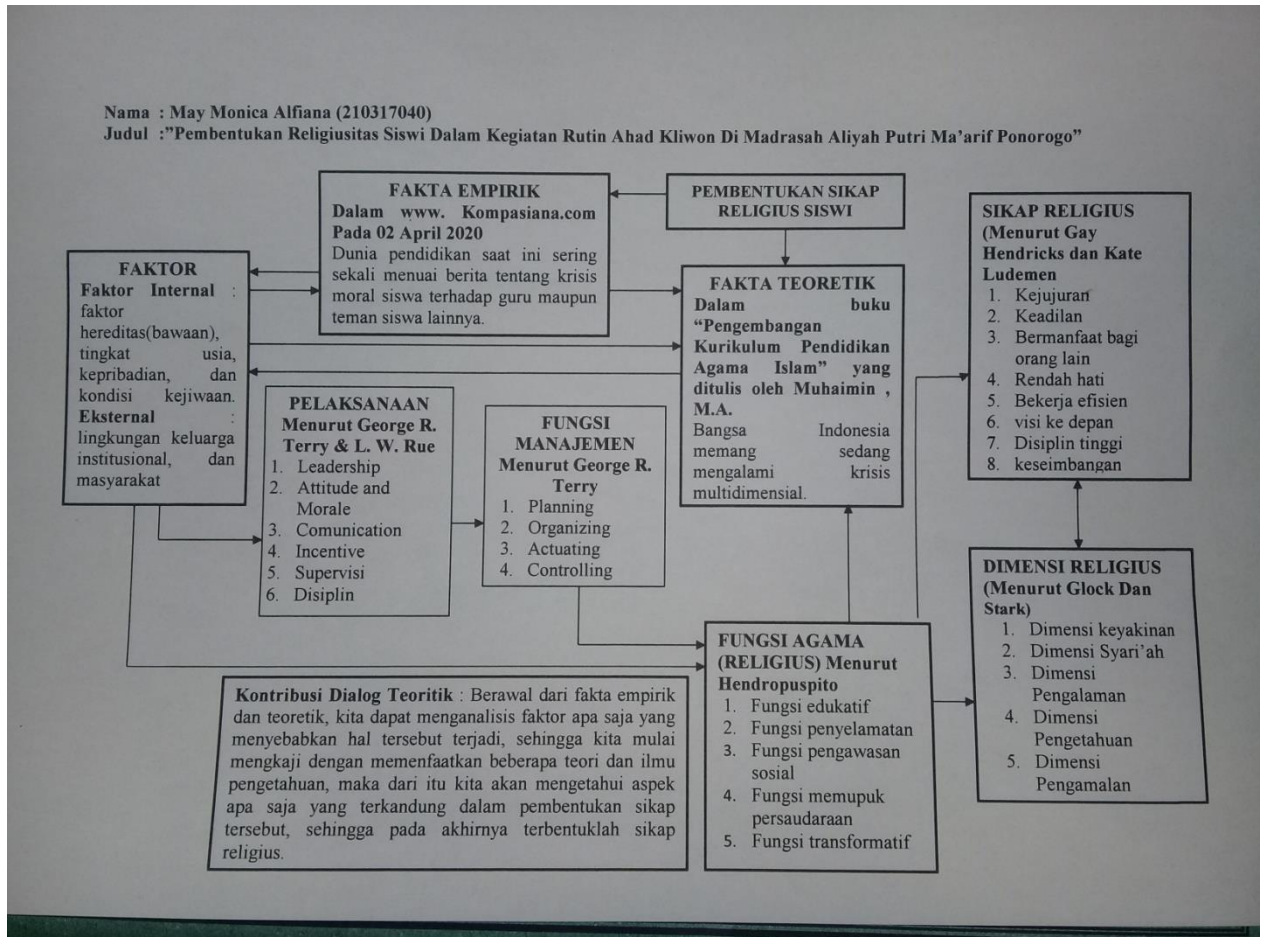 Nama : May Monica Alfiana (210317040)
Judul :”Pembentukan Religiusitas Siswi Dalam Kegiatan Rutin Ahad Kliwon Di Madrasah Aliyah Putri Ma’arif Ponorogo”
FAKTA EMPIRIK
Dalam www. Kompasiana.com
Pada 02 April 2020
Dunia pendidikan saat ini sering
sekali menuai berita tentang krisis
moral siswa terhadap guru maupun
teman siswa lainnya.
PEMBENTUKAN SIKAP
RELIGIUS SISWI
SIKAP RELIGIUS
(Menurut Gay
Hendricks dan Kate
Ludemen
1. Kejujuran
2. Keadilan
3. Bermanfaat bagi
orang lain
4. Rendah hati
5. Bekerja efisien
6. visi ke depan
7. Disiplin tinggi
8. keseimbangan
FAKTOR
Faktor Internal :
faktor
hereditas(bawaan),
tingkat usia,
kepribadian, dan
kondisi kejiwaan.
Eksternal :
lingkungan keluarga
institusional, dan
masyarakat
FAKTA TEORETIK
Dalam buku
“Pengembangan
Kurikulum Pendidikan
Agama Islam” yang
ditulis oleh Muhaimin ,
M.A.
Bangsa Indonesia
memang sedang
mengalami krisis
multidimensial.
PELAKSANAAN
Menurut George R.
Terry & L. W. Rue
1. Leadership
2. Attitude and
Morale
3. Comunication
4. Incentive
5. Supervisi
6. Disiplin
FUNGSI
MANAJEMEN
Menurut George R.
Terry
1. Planning
2. Organizing
3. Actuating
4. Controlling
DIMENSI RELIGIUS
(Menurut Glock Dan
Stark)
1. Dimensi keyakinan
2. Dimensi Syari’ah
3. Dimensi
Pengalaman
4. Dimensi
Pengetahuan
5. Dimensi
Pengamalan
FUNGSI AGAMA
(RELIGIUS) Menurut
Hendropuspito
1. Fungsi edukatif
2. Fungsi penyelamatan
3. Fungsi pengawasan
sosial
4. Fungsi memupuk
persaudaraan
5. Fungsi transformatif
Kontribusi Dialog Teoritik : Berawal dari fakta empirik
dan teoretik, kita dapat menganalisis faktor apa saja yang
menyebabkan hal tersebut terjadi, sehingga kita mulai
mengkaji dengan memenfaatkan beberapa teori dan ilmu
pengetahuan, maka dari itu kita akan mengetahui aspek
apa saja yang terkandung dalam pembentukan sikap
tersebut, sehingga pada akhirnya terbentuklah sikap
religius.